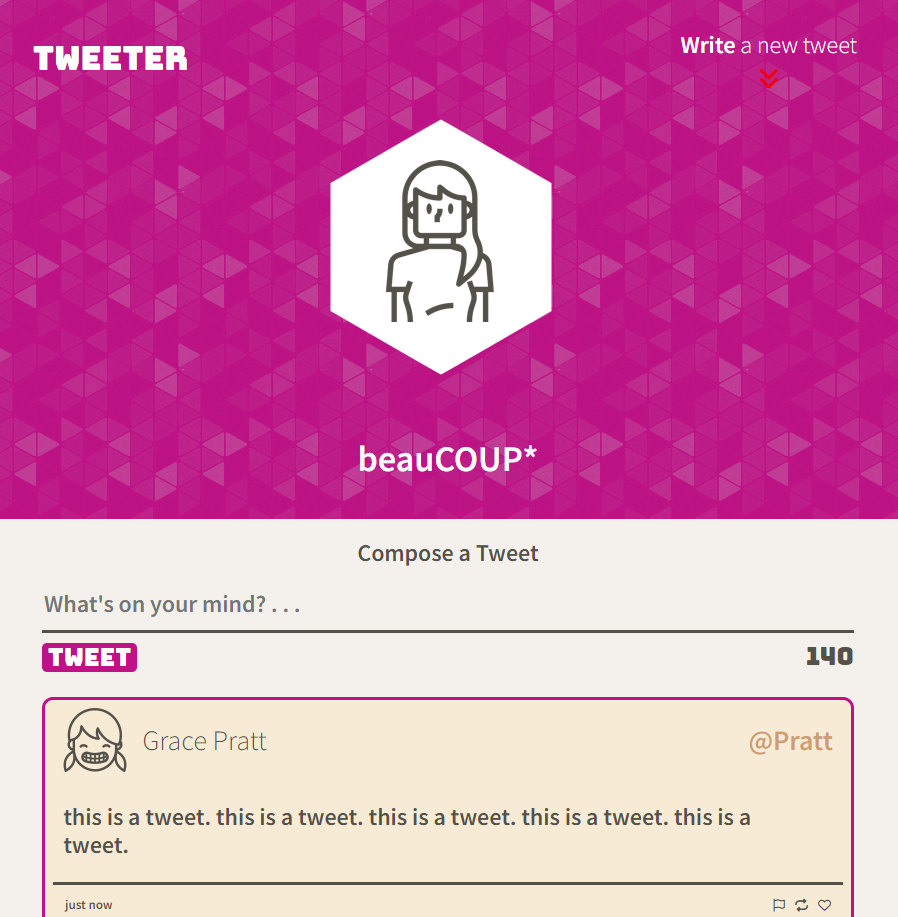 TWEETER
Write a new tweet
beauCOUP*
Compose a Tweet
What's on your mind? . . .
TWEET
140
Grace Pratt
@Pratt
this is a tweet. this is a tweet. this is a tweet. this is a tweet. this is a
tweet.
just now